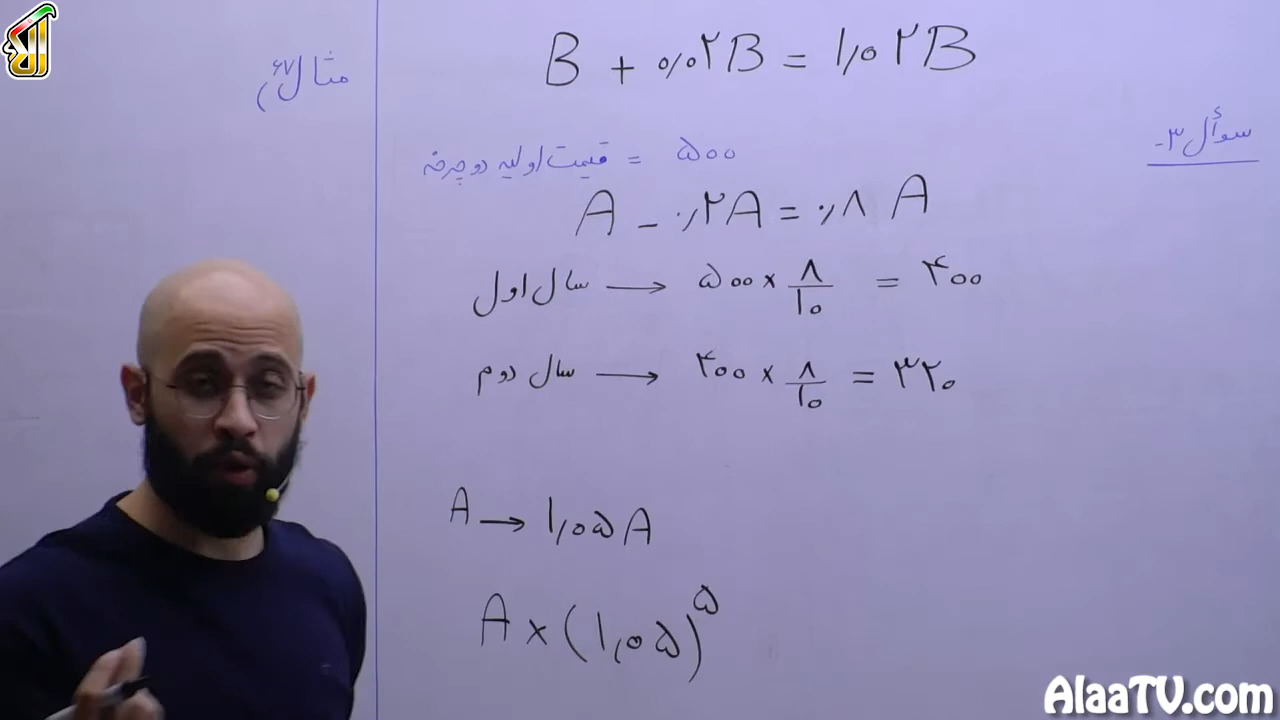 B + ۰/۰۲B = ۱/۰۲B
سوال ۳-
مثال ۶۷)
قیمت اولیه دوچرخه = ۵۰۰
A - ۰/۲A = ۰/۸ A
سال اول → ۵۰۰ × ۸/۱۰ = ۴۰۰
سال دوم → ۴۰۰ × ۸/۱۰ = ۳۲۰
A → ۱/۰۵A
A × (۱/۰۵)^۵
AlaaTV.com